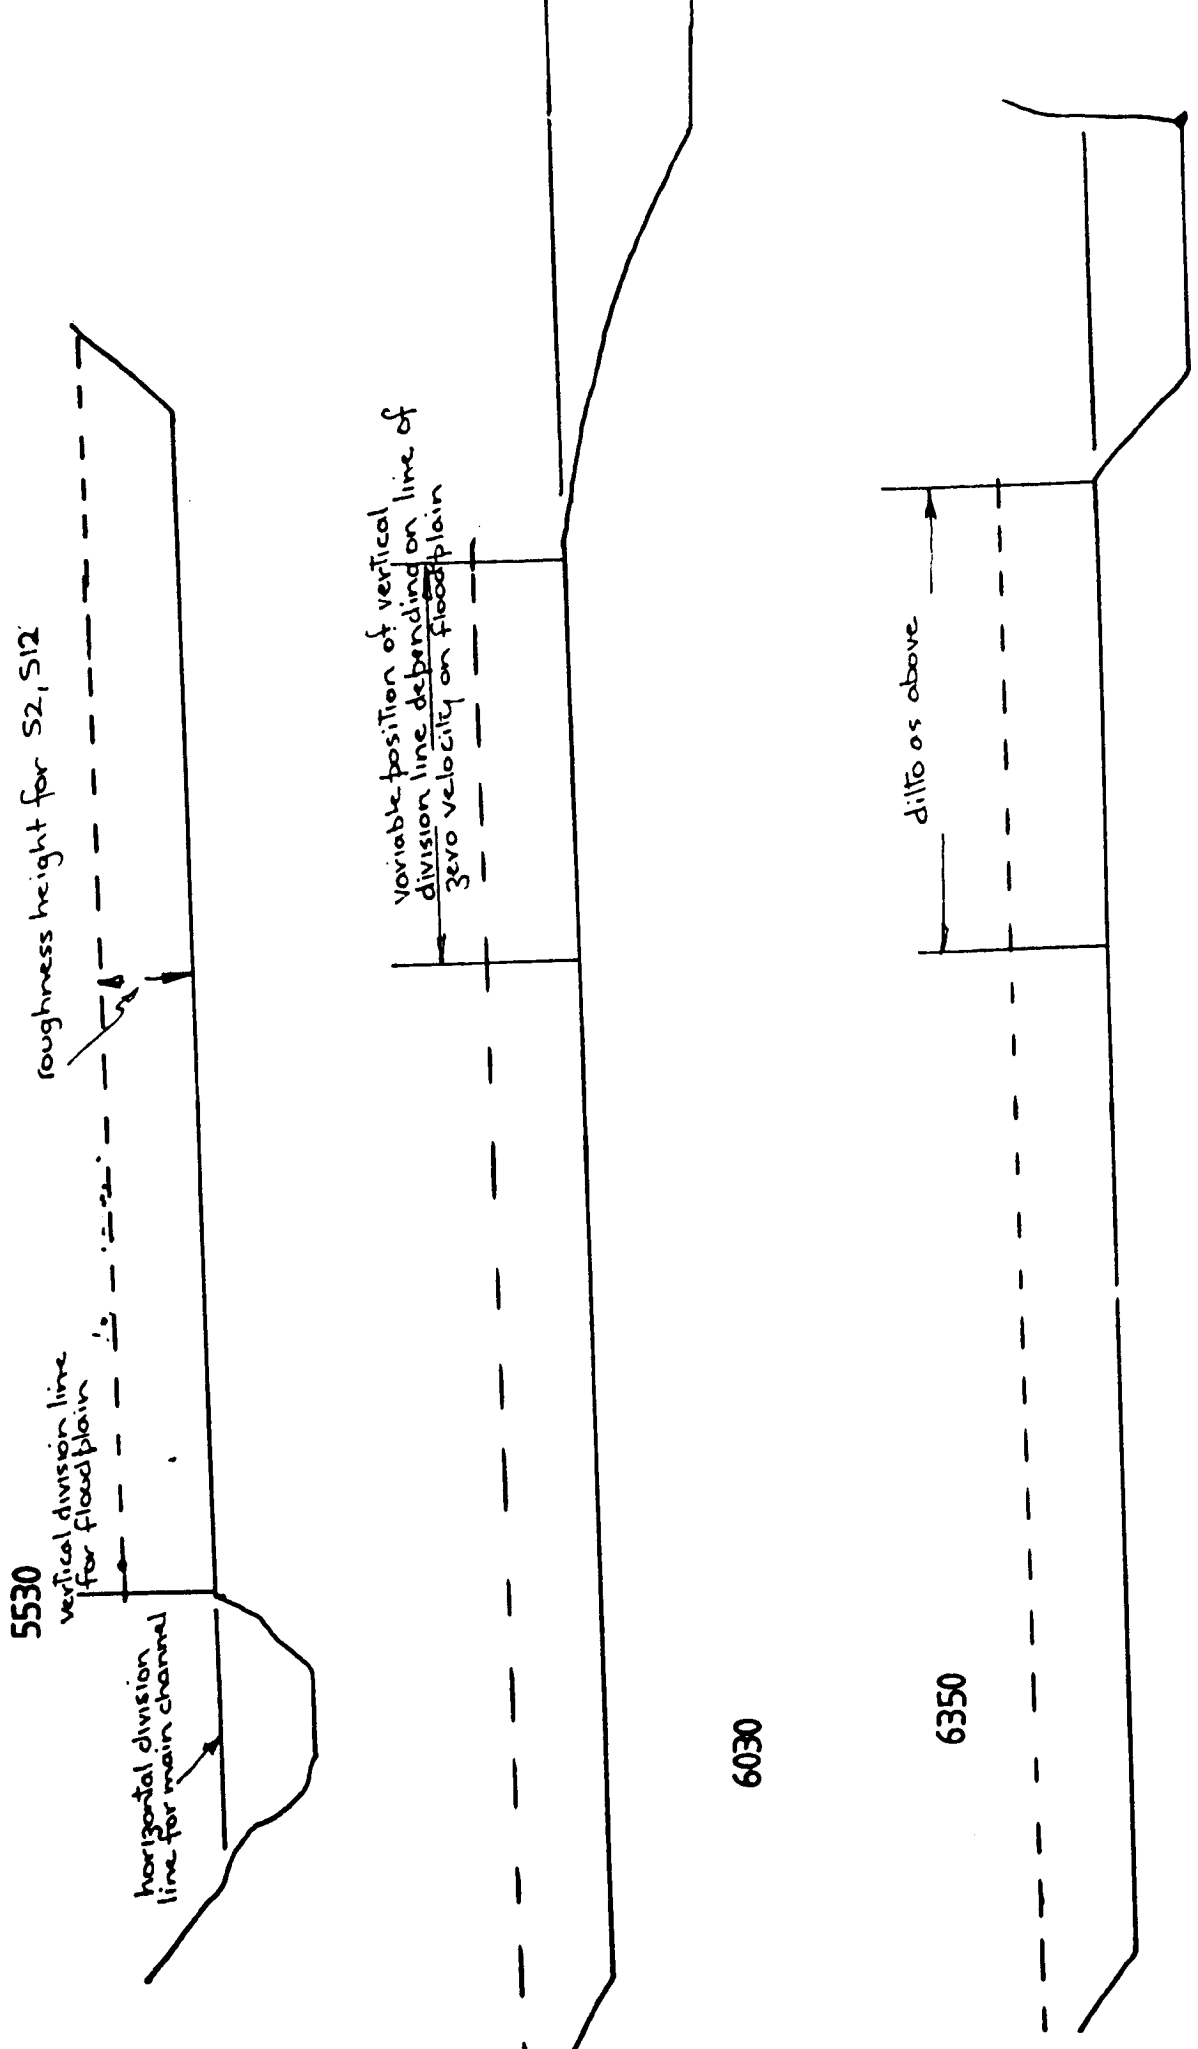 5530
vertical division line
for floodplain
horizontal division
line for main channel
roughness height for S2, S12
variable position of vertical
division line depending on line of
zero velocity on floodplain
6030
ditto as above
6350